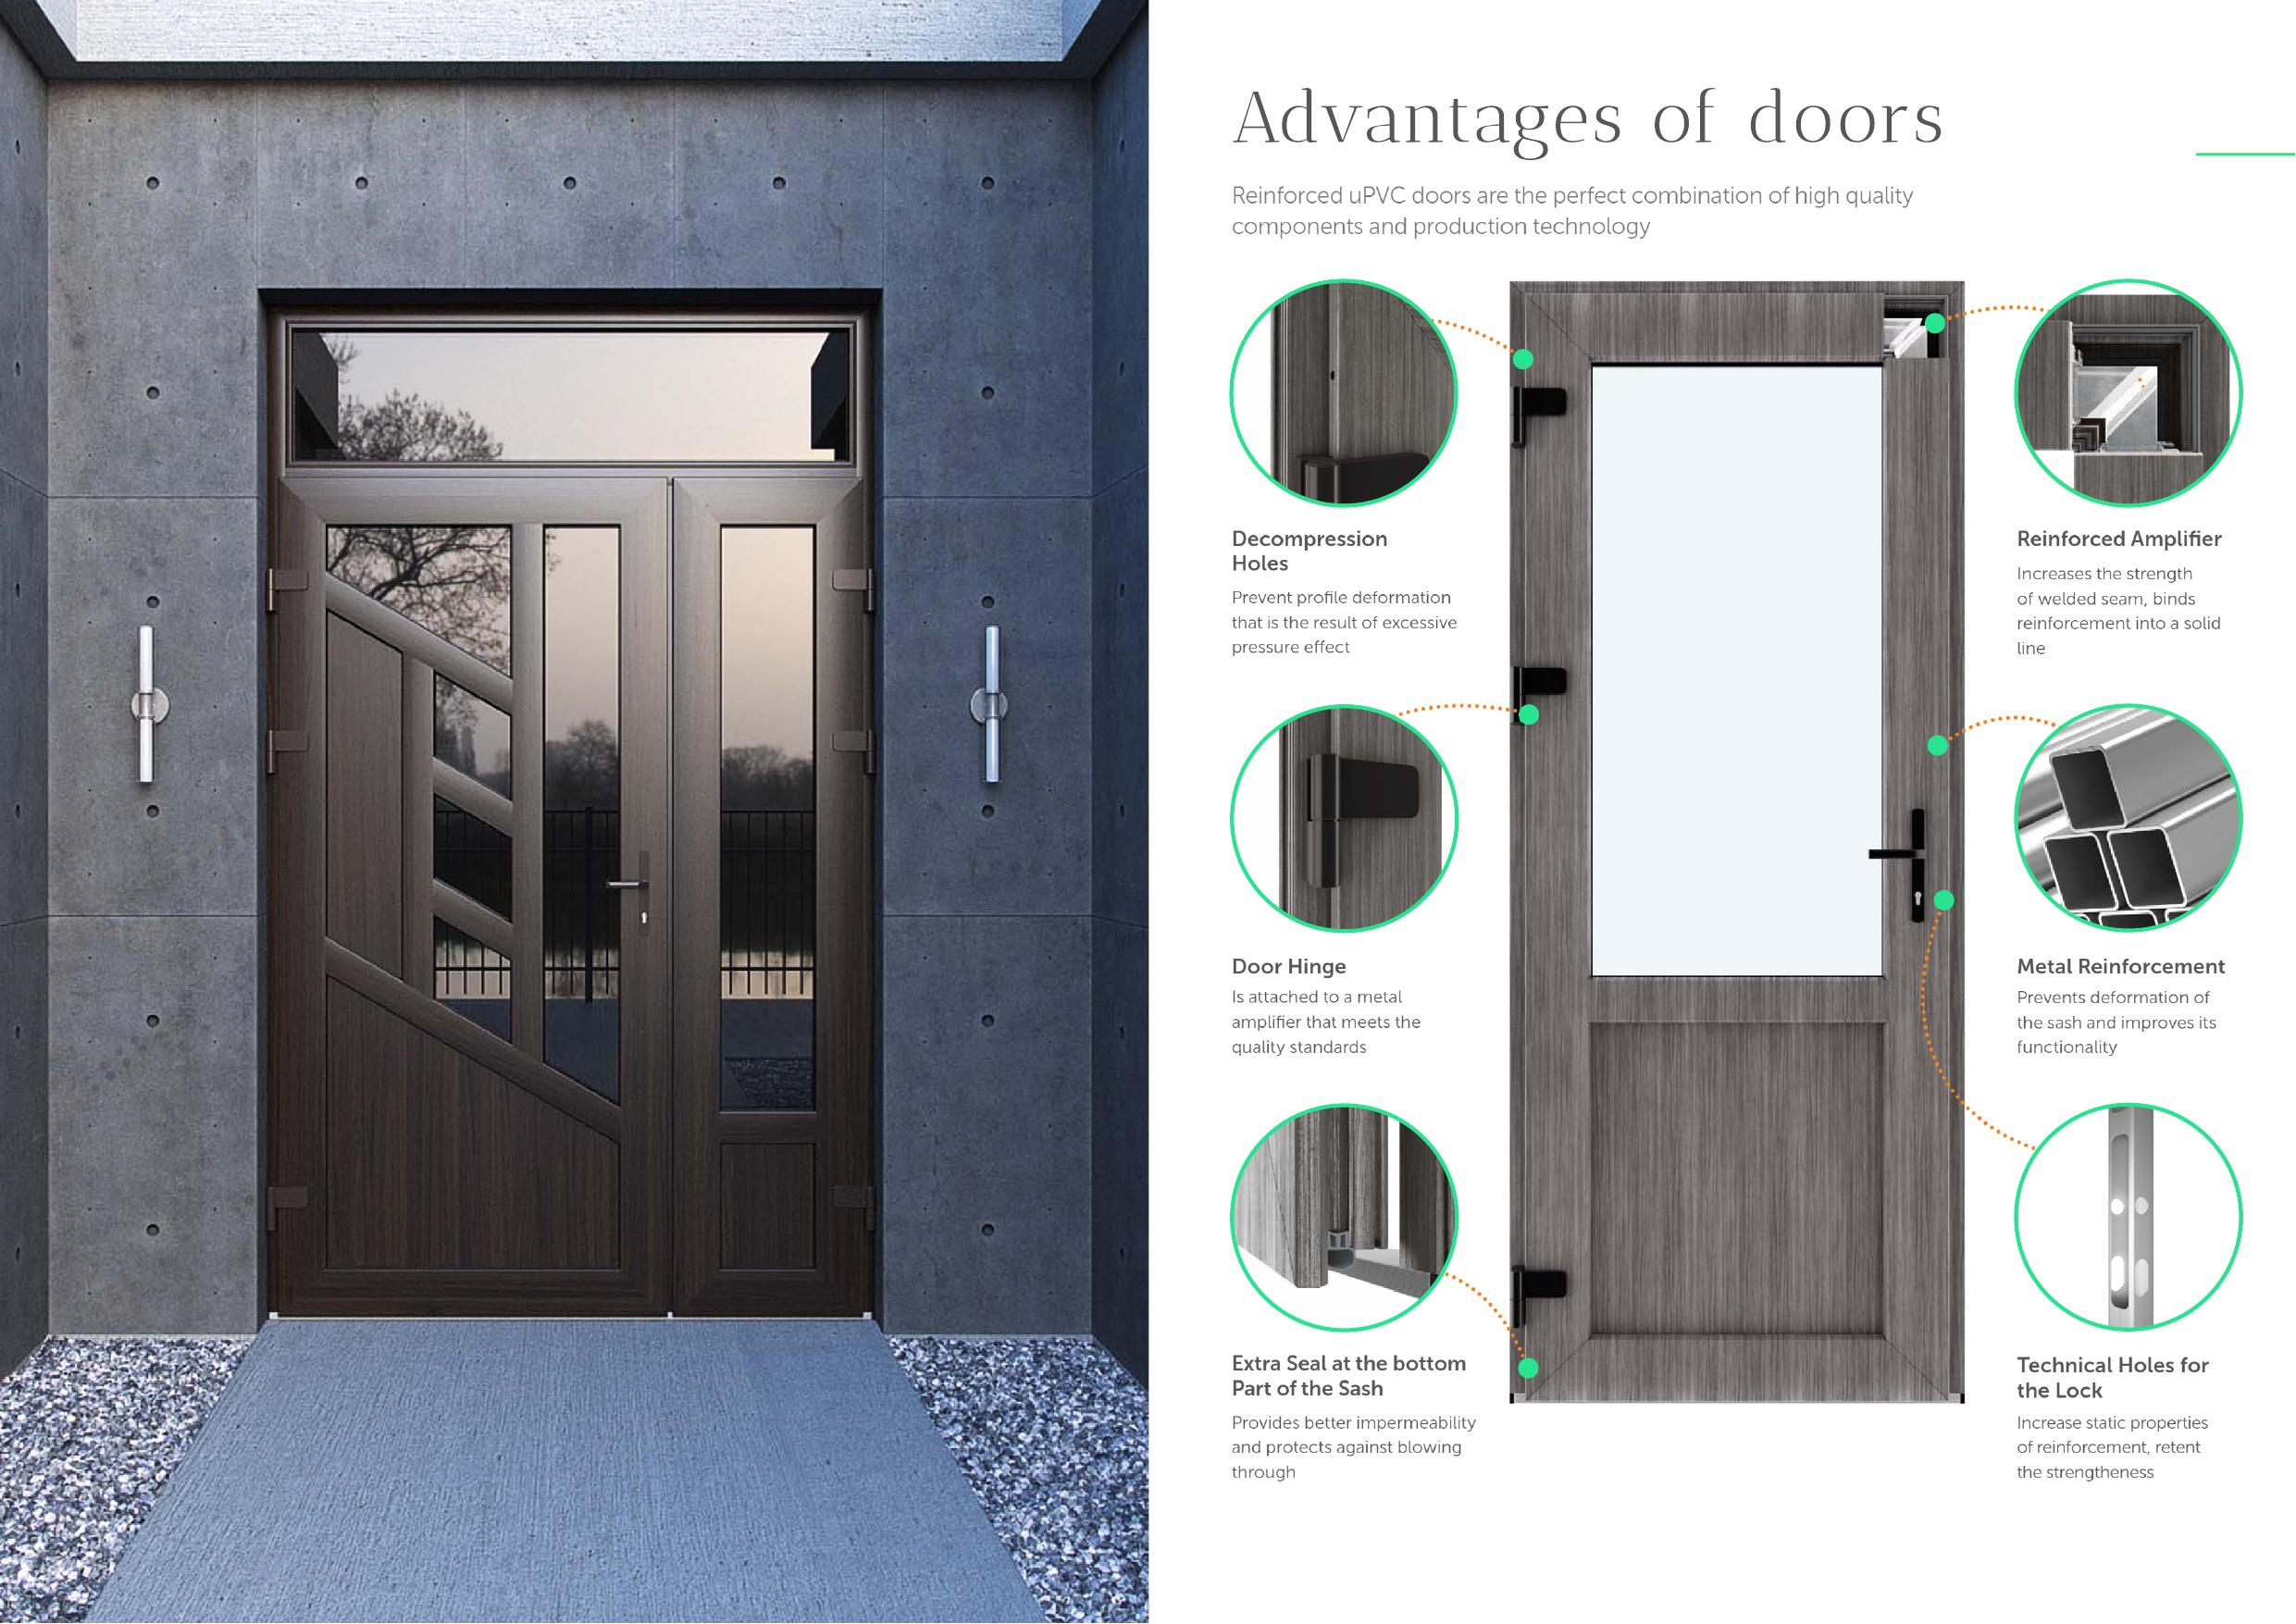 Advantages of doors
Reinforced uPVC doors are the perfect combination of high quality
components and production technology
Decompression
Holes
Prevent profile deformation
that is the result of excessive
pressure effect
Reinforced Amplifier
Increases the strength
of welded seam, binds
reinforcement into a solid
line
Door Hinge
Is attached to a metal
amplifier that meets the
quality standards
Metal Reinforcement
Prevents deformation of
the sash and improves its
functionality
Extra Seal at the bottom
Part of the Sash
Provides better impermeability
and protects against blowing
through
Technical Holes for
the Lock
Increase static properties
of reinforcement, retent
the strengtheness